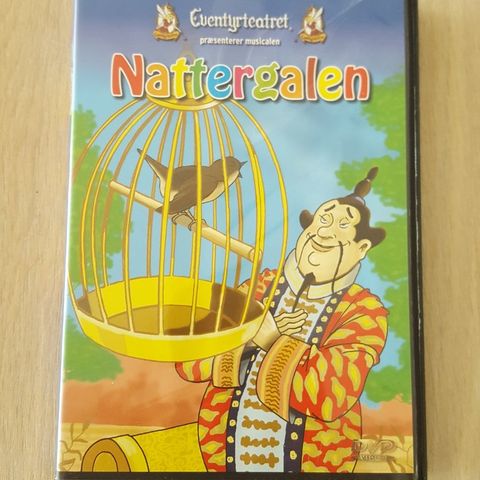 Eventyrteatret
præsenterer musicalen
Nattergalen